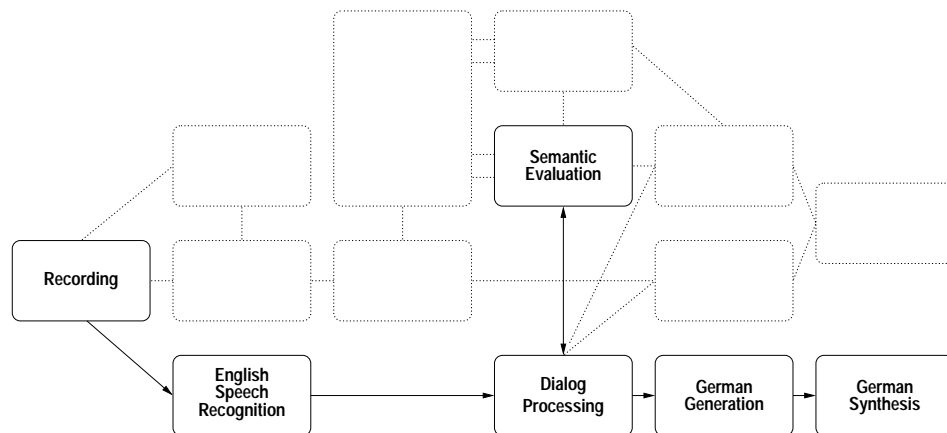 Semantic
Evaluation
Recording
English
Speech
Recognition
Dialog
Processing
German
Generation
German
Synthesis